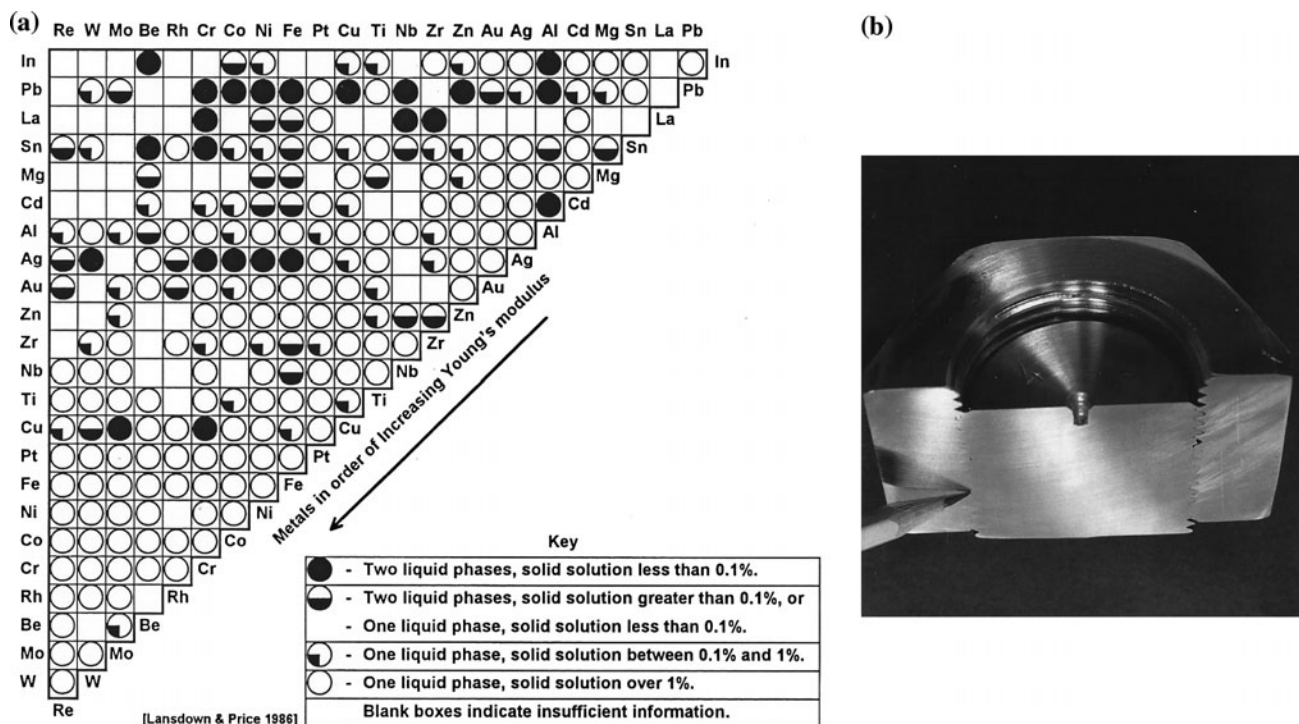 (a)
Re W Mo Be Rh Cr Co Ni Fe Pt Cu Ti Nb Zr Zn Au Ag Al Cd Mg Sn La Pb
In In
Pb Pb
La La
Sn Sn
Mg Mg
Cd Cd
Al Al
Ag Ag
Au Au
Zn Zn
Zr Zr
Nb Nb
Ti Ti
Cu Cu
Pt Pt
Fe Fe
Ni Ni
Co Co
Cr Cr
Rh Rh
Be Be
Mo Mo
W W
Re
Metals in order of Increasing Young's modulus
Key
- Two liquid phases, solid solution less than 0.1%.
- Two liquid phases, solid solution greater than 0.1%, or
- One liquid phase, solid solution less than 0.1%.
- One liquid phase, solid solution between 0.1% and 1%.
- One liquid phase, solid solution over 1%.
Blank boxes indicate insufficient information.
[Lansdown & Price 1986]
(b)